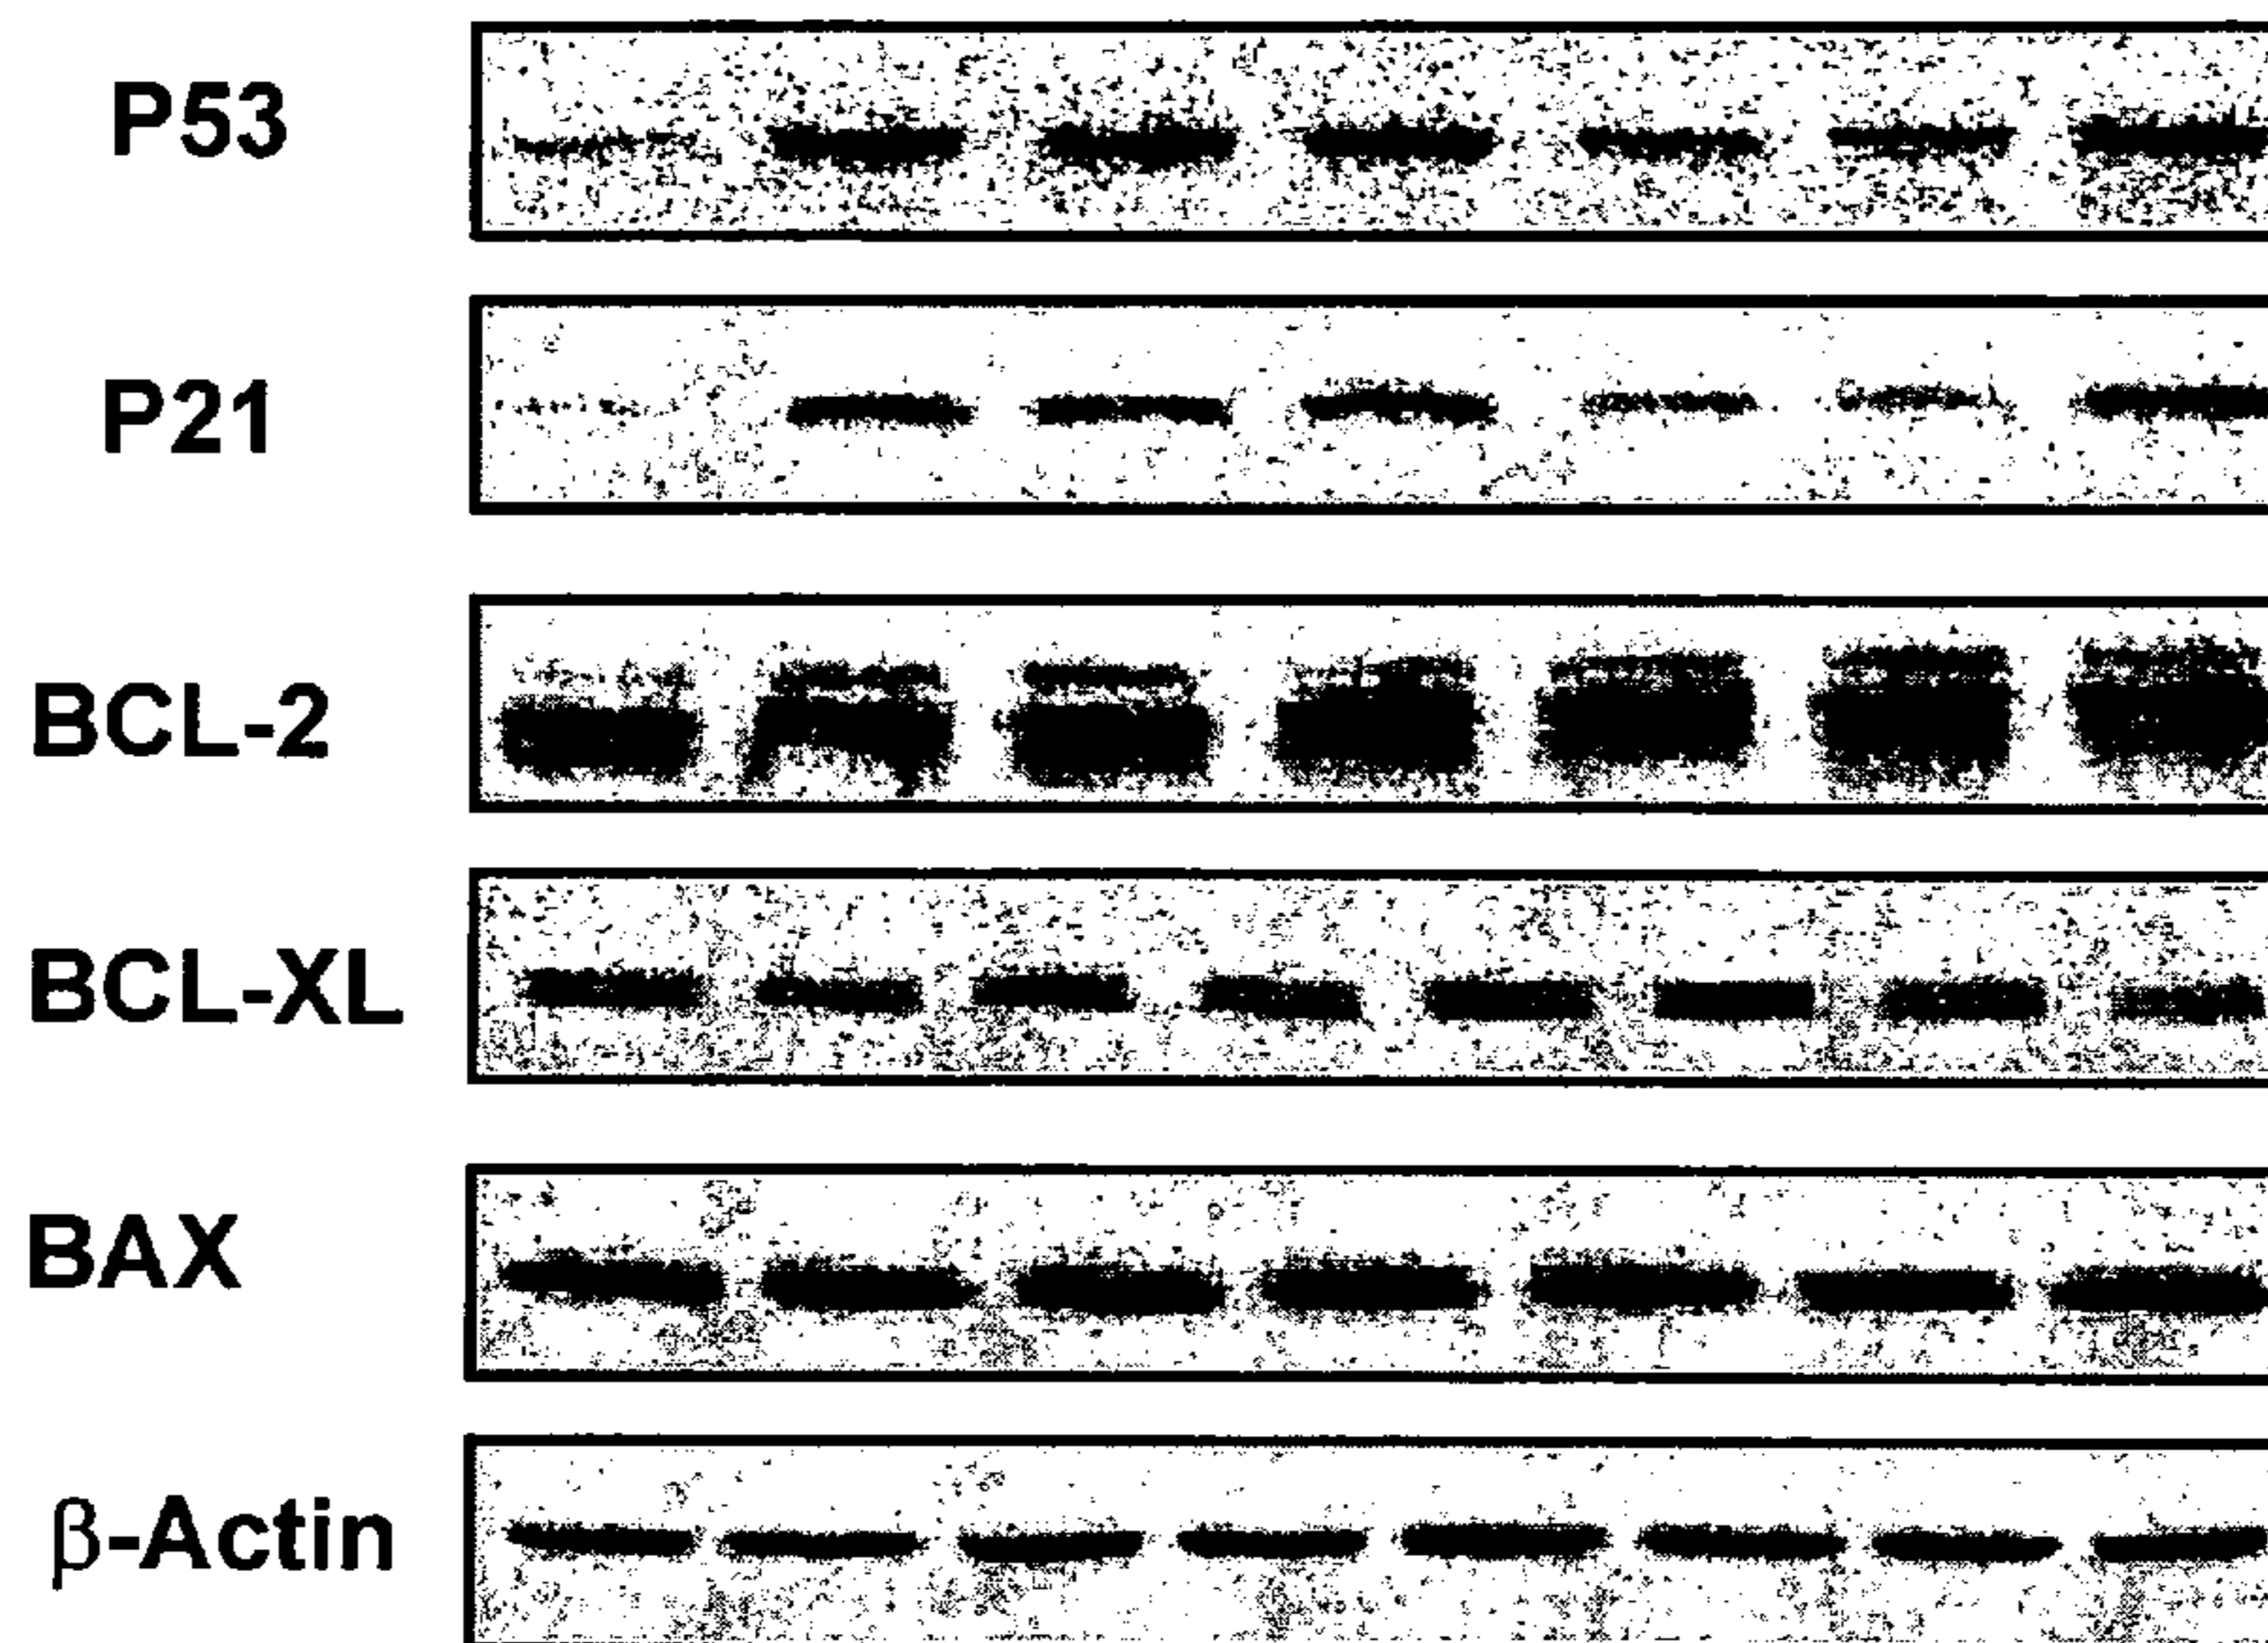 P53
P21
BCL-2
BCL-XL
BAX
β-Actin